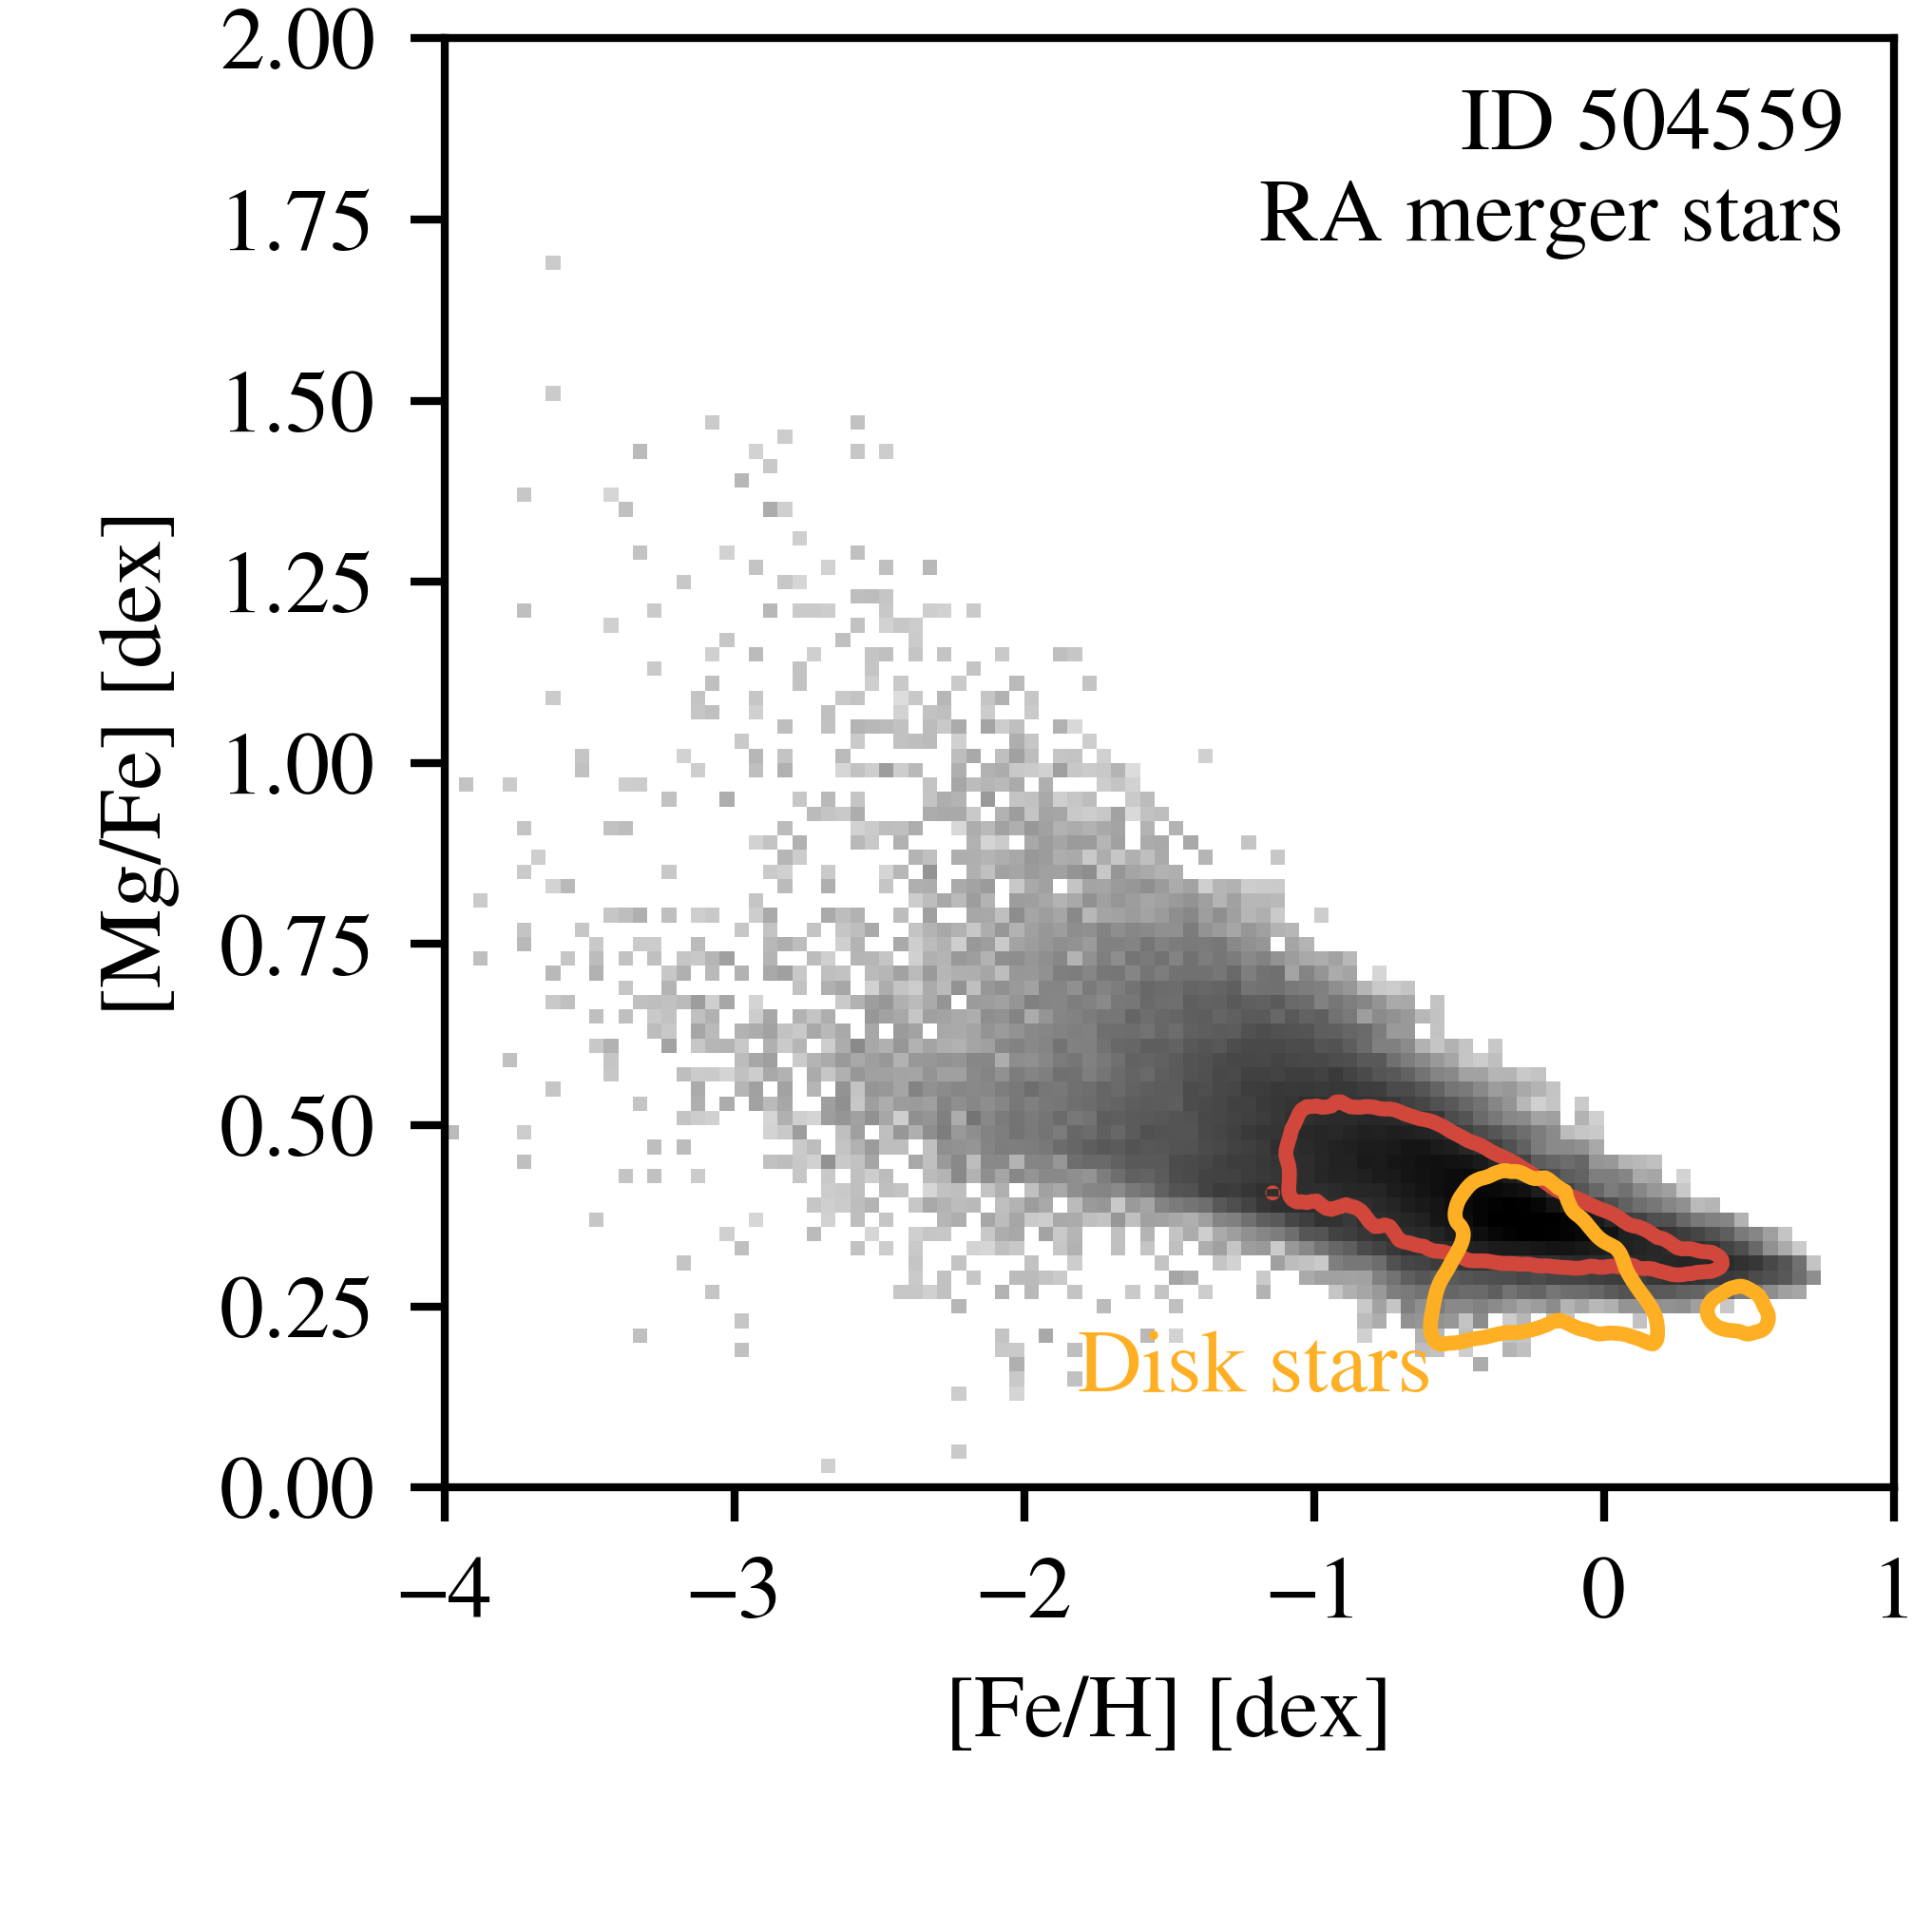 ID 504559
RA merger stars
2.00
1.75
1.50
1.25
1.00
0.75
0.50
0.25
0.00
[Mg/Fe] [dex]
Disk stars
−4 −3 −2 −1 0 1
[Fe/H] [dex]